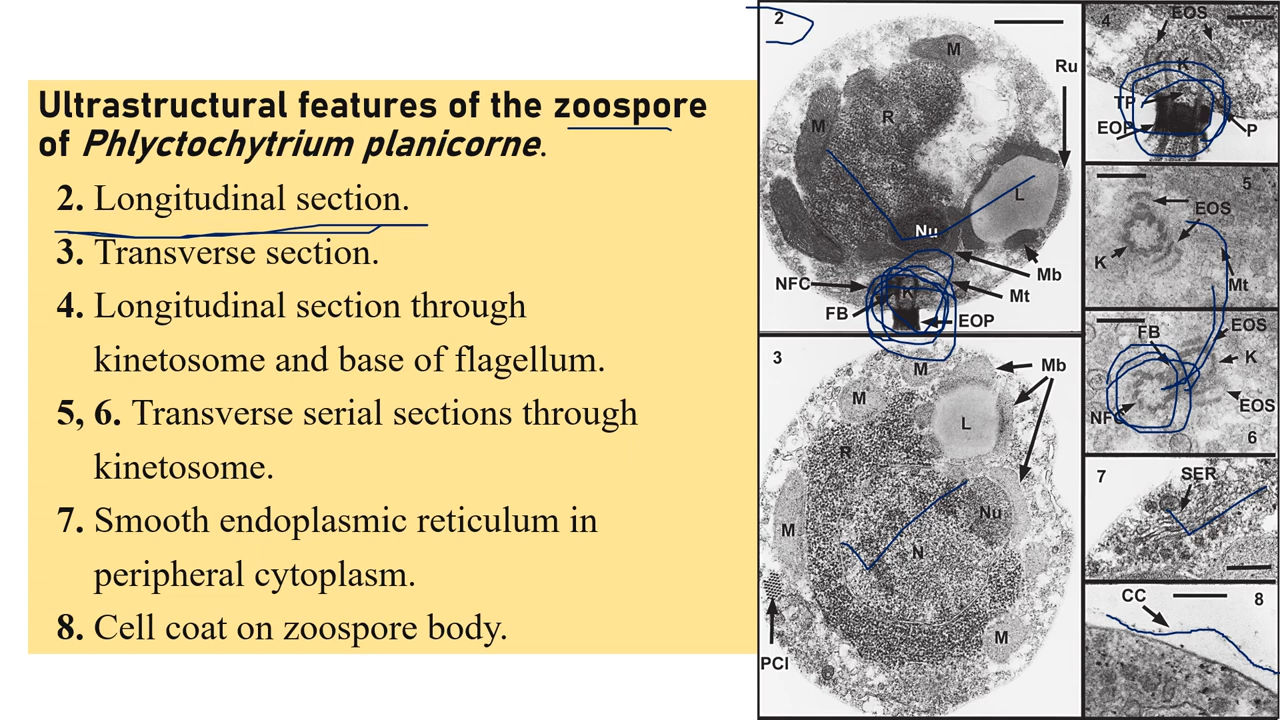 Ultrastructural features of the zoospore
of Phlyctochytrium planicorne.
2. Longitudinal section.
3. Transverse section.
4. Longitudinal section through
kinetosome and base of flagellum.
5, 6. Transverse serial sections through
kinetosome.
7. Smooth endoplasmic reticulum in
peripheral cytoplasm.
8. Cell coat on zoospore body.
2
M
Ru
M
R
L
Nu
Mb
NFC
Mt
K
FB
EOP
3
M
Mb
M
L
R
Nu
M
N
M
PCI
4
EOS
K
TP
EOP
P
5
EOS
K
Mt
FB
EOS
K
NFC
EOS
6
7
SER
CC
8